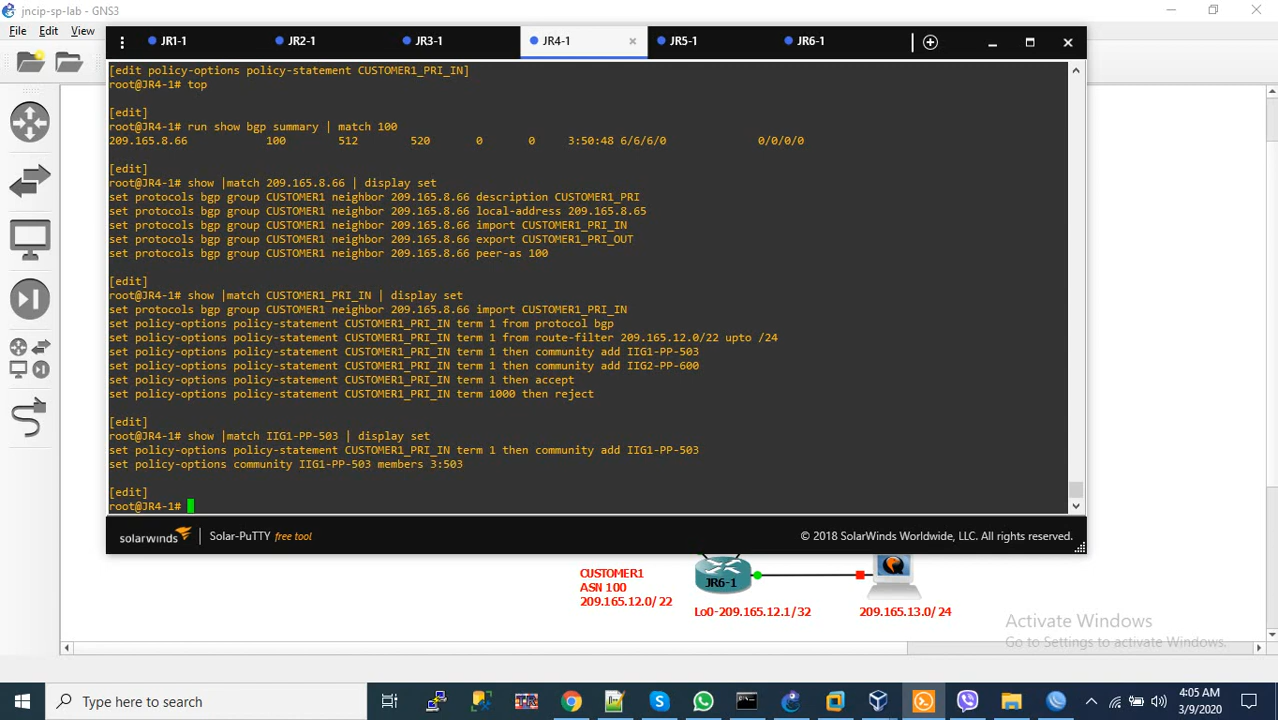 jncip-sp-lab - GNS3
File Edit View
JR1-1 JR2-1 JR3-1 JR4-1 JR5-1 JR6-1
[edit policy-options policy-statement CUSTOMER1_PRI_IN]
root@JR4-1# top
[edit]
root@JR4-1# run show bgp summary | match 100
209.165.8.66 100 512 520 0 0 3:50:48 6/6/6/0 0/0/0/0
[edit]
root@JR4-1# show |match 209.165.8.66 | display set
set protocols bgp group CUSTOMER1 neighbor 209.165.8.66 description CUSTOMER1_PRI
set protocols bgp group CUSTOMER1 neighbor 209.165.8.66 local-address 209.165.8.65
set protocols bgp group CUSTOMER1 neighbor 209.165.8.66 import CUSTOMER1_PRI_IN
set protocols bgp group CUSTOMER1 neighbor 209.165.8.66 export CUSTOMER1_PRI_OUT
set protocols bgp group CUSTOMER1 neighbor 209.165.8.66 peer-as 100
[edit]
root@JR4-1# show |match CUSTOMER1_PRI_IN | display set
set protocols bgp group CUSTOMER1 neighbor 209.165.8.66 import CUSTOMER1_PRI_IN
set policy-options policy-statement CUSTOMER1_PRI_IN term 1 from protocol bgp
set policy-options policy-statement CUSTOMER1_PRI_IN term 1 from route-filter 209.165.12.0/22 upto /24
set policy-options policy-statement CUSTOMER1_PRI_IN term 1 then community add IIG1-PP-503
set policy-options policy-statement CUSTOMER1_PRI_IN term 1 then community add IIG2-PP-600
set policy-options policy-statement CUSTOMER1_PRI_IN term 1 then accept
set policy-options policy-statement CUSTOMER1_PRI_IN term 1000 then reject
[edit]
root@JR4-1# show |match IIG1-PP-503 | display set
set policy-options policy-statement CUSTOMER1_PRI_IN term 1 then community add IIG1-PP-503
set policy-options community IIG1-PP-503 members 3:503
[edit]
root@JR4-1#
solarwinds Solar-PuTTY free tool © 2018 SolarWinds Worldwide, LLC. All rights reserved.
CUSTOMER1
ASN 100
209.165.12.0/22
JR6-1
Lo0-209.165.12.1/32
209.165.13.0/24
Activate Windows
Go to Settings to activate Windows.
Type here to search
4:05 AM
3/9/2020